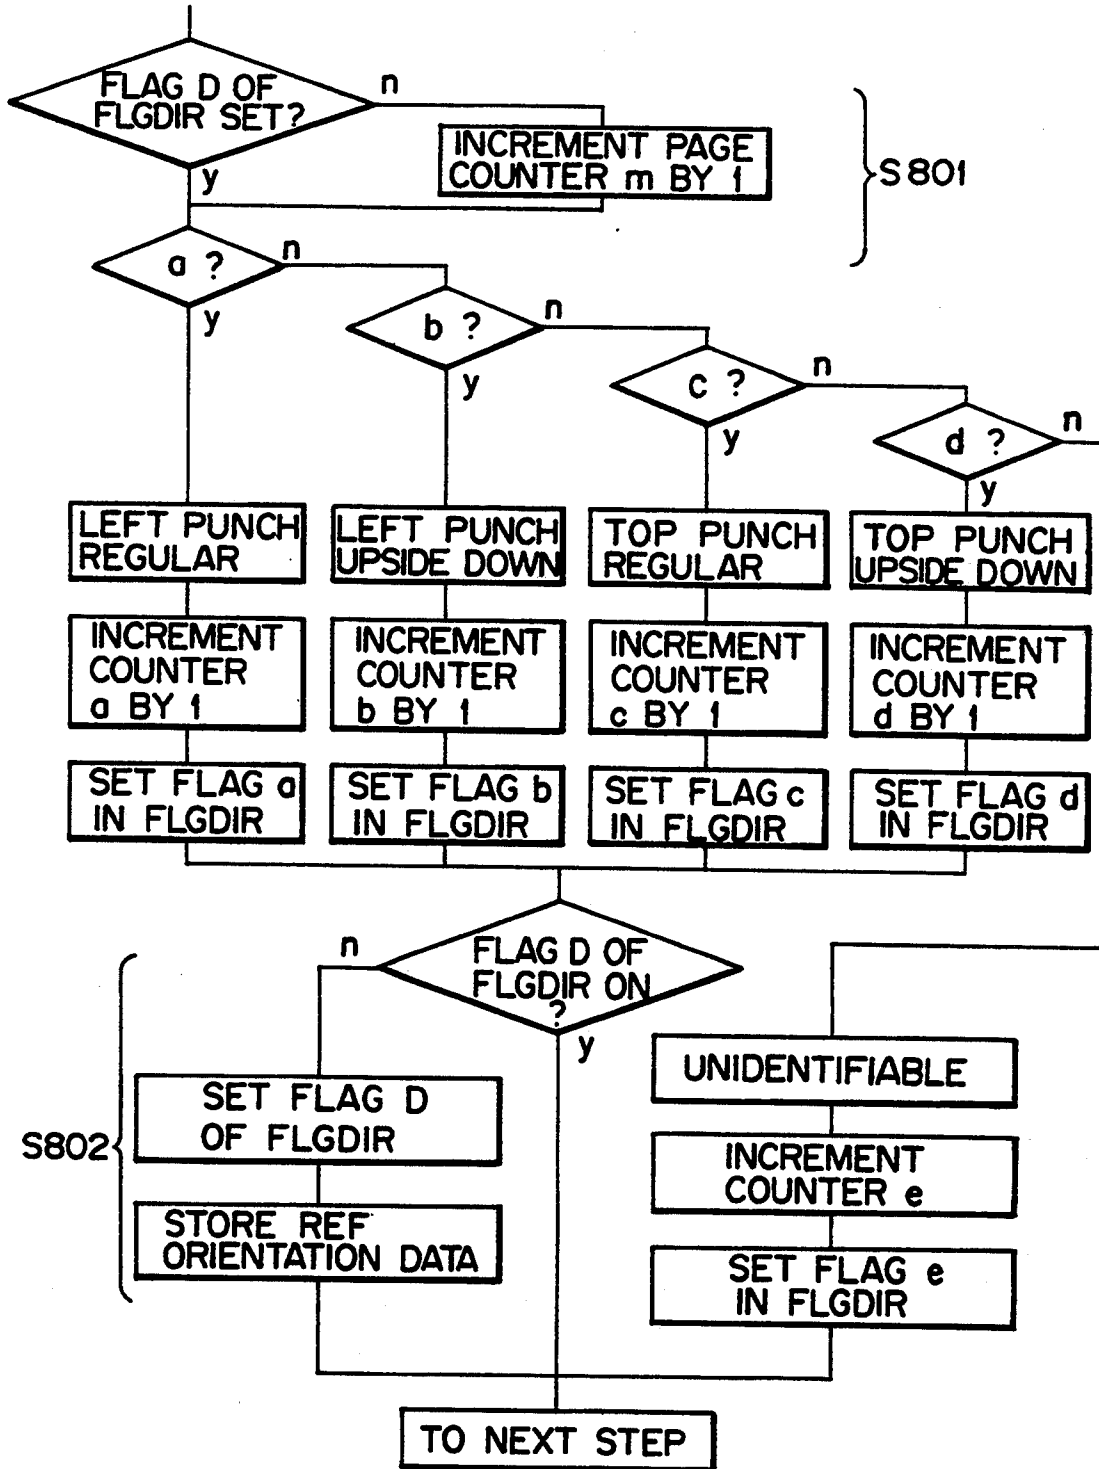 FLAG D OF
FLGDIR SET?
n
INCREMENT PAGE
COUNTER m BY 1
S801
y
a ?
n
y
b ?
n
y
c ?
n
y
d ?
n
y
LEFT PUNCH
REGULAR
LEFT PUNCH
UPSIDE DOWN
TOP PUNCH
REGULAR
TOP PUNCH
UPSIDE DOWN
INCREMENT
COUNTER
a BY 1
INCREMENT
COUNTER
b BY 1
INCREMENT
COUNTER
c BY 1
INCREMENT
COUNTER
d BY 1
SET FLAG a
IN FLGDIR
SET FLAG b
IN FLGDIR
SET FLAG c
IN FLGDIR
SET FLAG d
IN FLGDIR
n
FLAG D OF
FLGDIR ON
?
y
S802
SET FLAG D
OF FLGDIR
STORE REF
ORIENTATION DATA
UNIDENTIFIABLE
INCREMENT
COUNTER e
SET FLAG e
IN FLGDIR
TO NEXT STEP